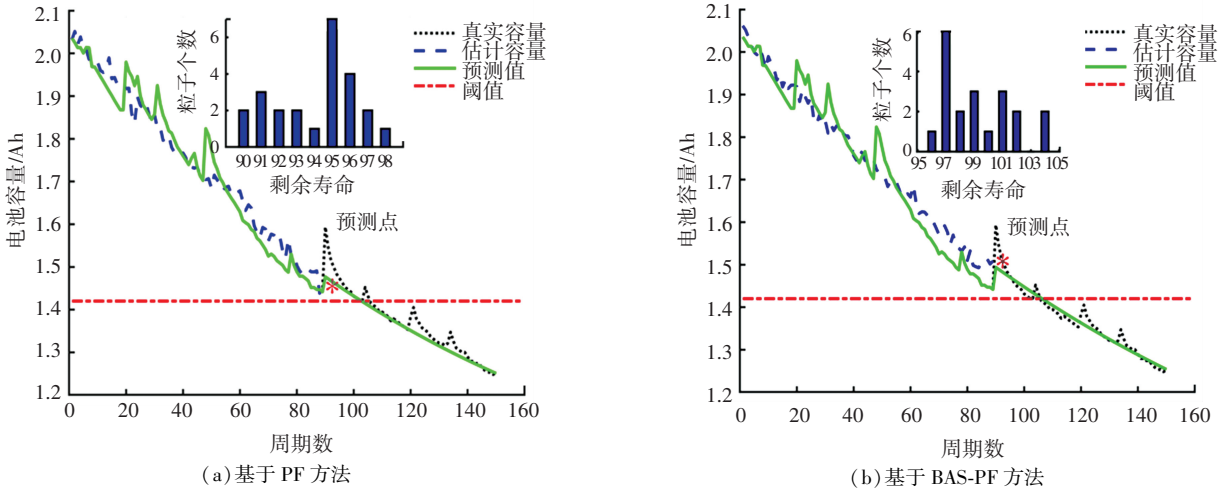 2.1
2.0
1.9
1.8
1.7
1.6
1.5
1.4
1.3
1.2
电池容量/Ah
0 20 40 60 80 100 120 140 160
周期数
6
4
2
0
粒子个数
90 91 92 93 94 95 96 97 98
剩余寿命
真实容量
估计容量
预测值
阈值
预测点
*
(a)基于 PF 方法
2.1
2.0
1.9
1.8
1.7
1.6
1.5
1.4
1.3
1.2
电池容量/Ah
0 20 40 60 80 100 120 140 160
周期数
6
4
2
0
粒子个数
95 97 99 101 103 105
剩余寿命
真实容量
估计容量
预测值
阈值
预测点
*
(b)基于 BAS-PF 方法